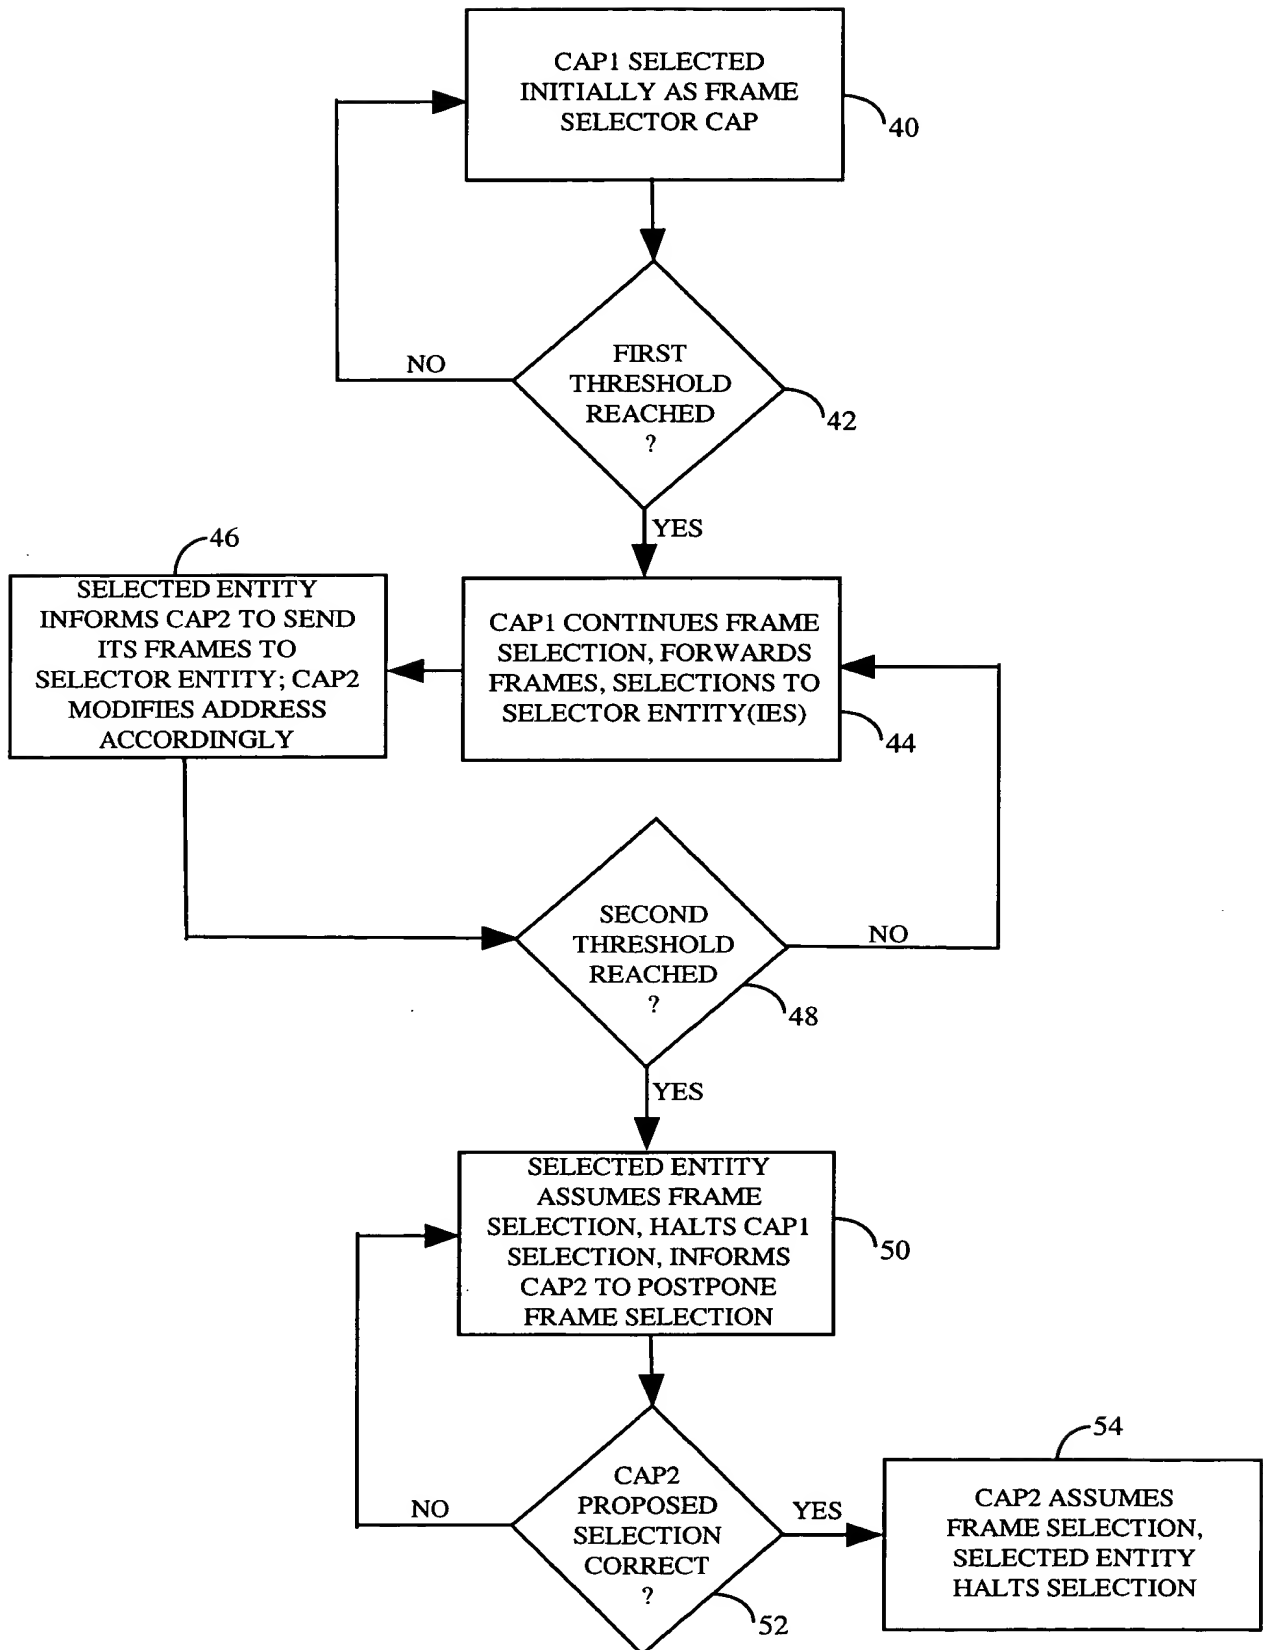 CAP1 SELECTED
INITIALLY AS FRAME
SELECTOR CAP
40
NO
FIRST
THRESHOLD
REACHED
?
42
YES
46
SELECTED ENTITY
INFORMS CAP2 TO SEND
ITS FRAMES TO
SELECTOR ENTITY; CAP2
MODIFIES ADDRESS
ACCORDINGLY
CAP1 CONTINUES FRAME
SELECTION, FORWARDS
FRAMES, SELECTIONS TO
SELECTOR ENTITY(IES)
44
SECOND
THRESHOLD
REACHED
?
NO
48
YES
SELECTED ENTITY
ASSUMES FRAME
SELECTION, HALTS CAP1
SELECTION, INFORMS
CAP2 TO POSTPONE
FRAME SELECTION
50
NO
CAP2
PROPOSED
SELECTION
CORRECT
?
52
YES
54
CAP2 ASSUMES
FRAME SELECTION,
SELECTED ENTITY
HALTS SELECTION